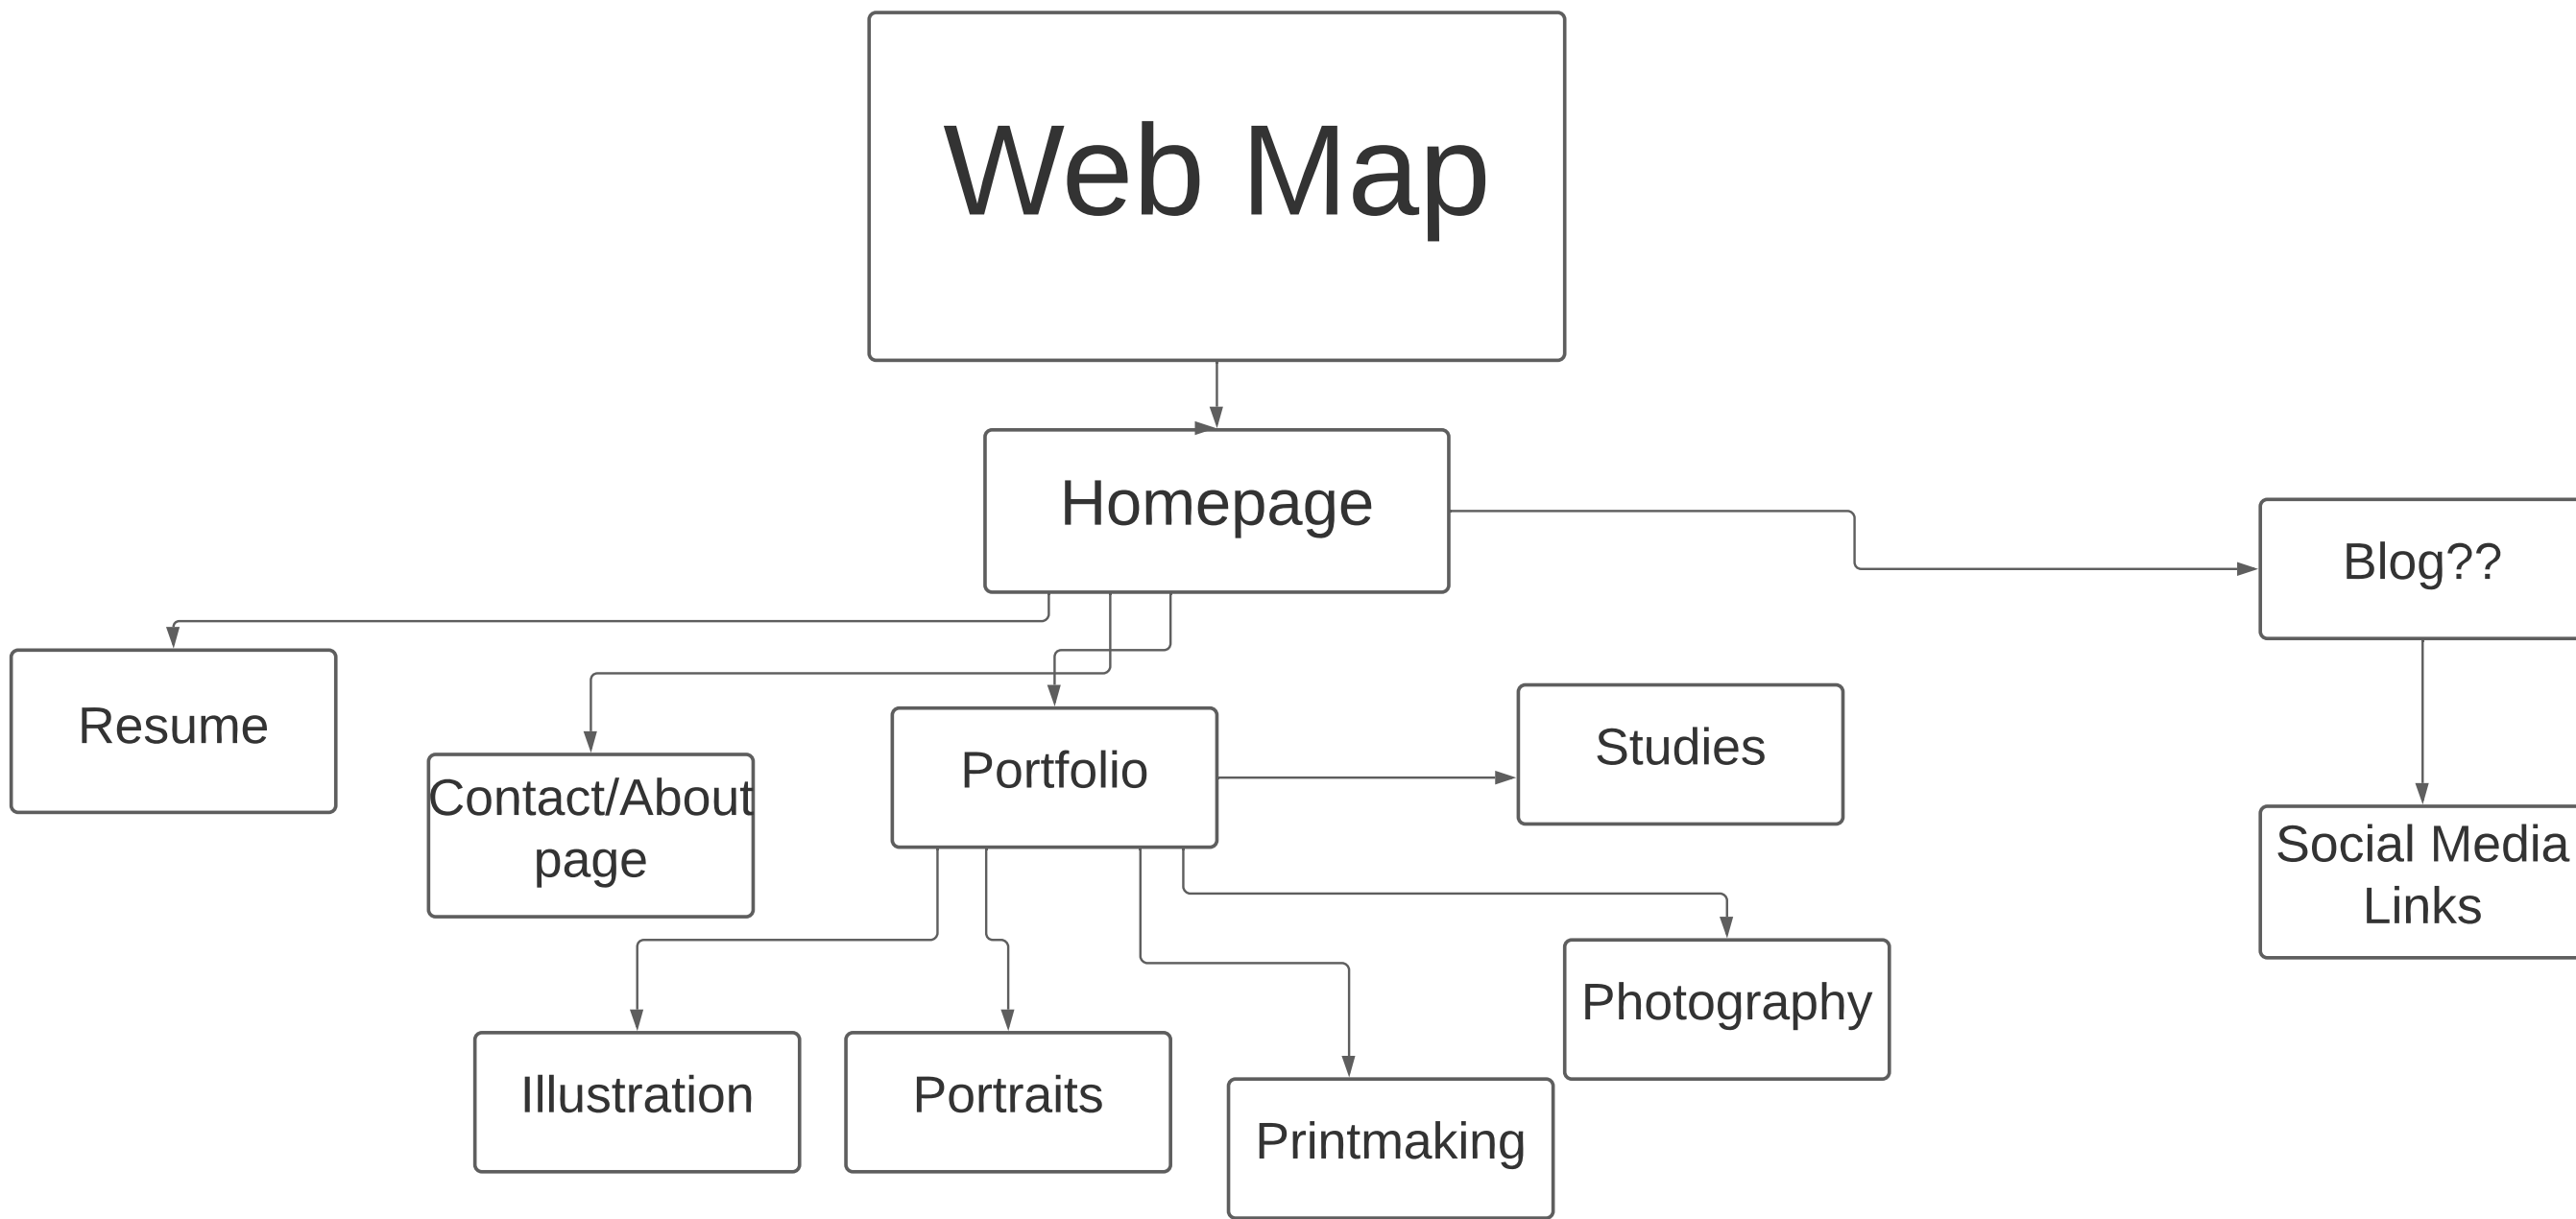 Web Map
Homepage
Blog??
Resume
Contact/About
page
Portfolio
Studies
Social Media
Links
Illustration
Portraits
Printmaking
Photography